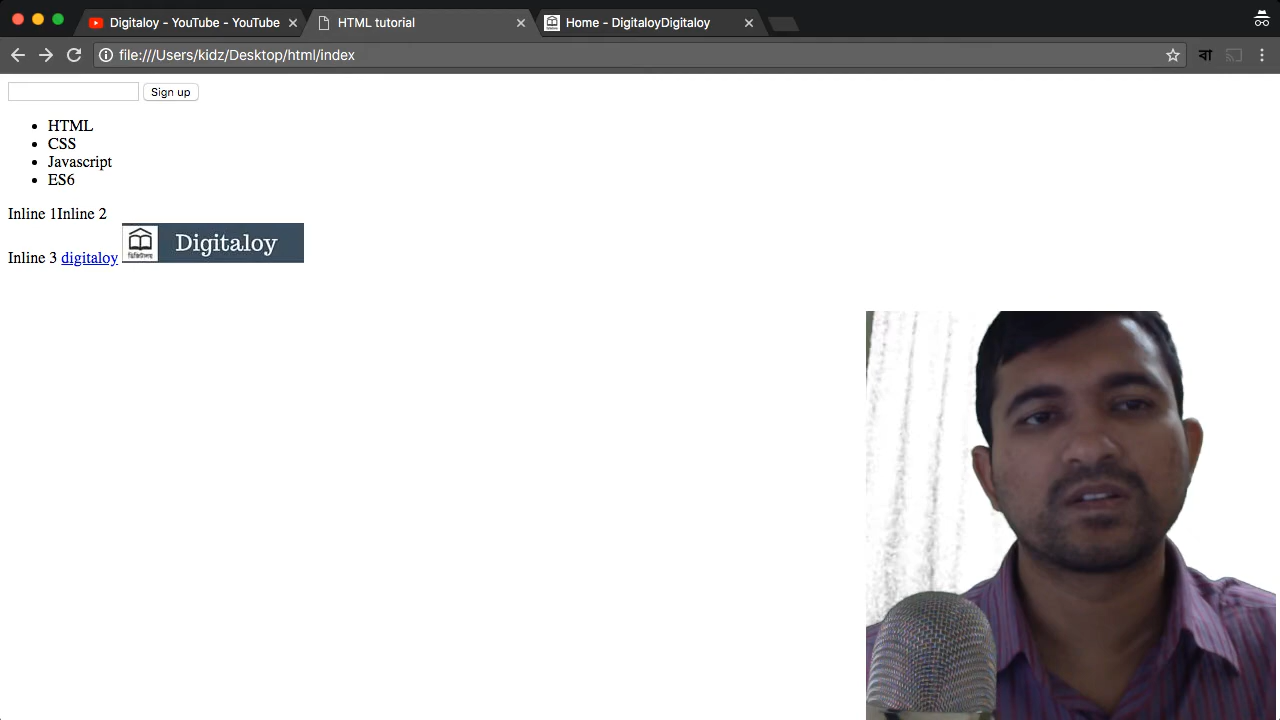 Digitaloy - YouTube - YouTube
HTML tutorial
Home - DigitaloyDigitaloy
file:///Users/kidz/Desktop/html/index
বা
Sign up
HTML
CSS
Javascript
ES6
Inline 1Inline 2
Inline 3 digitaloy
Digitaloy